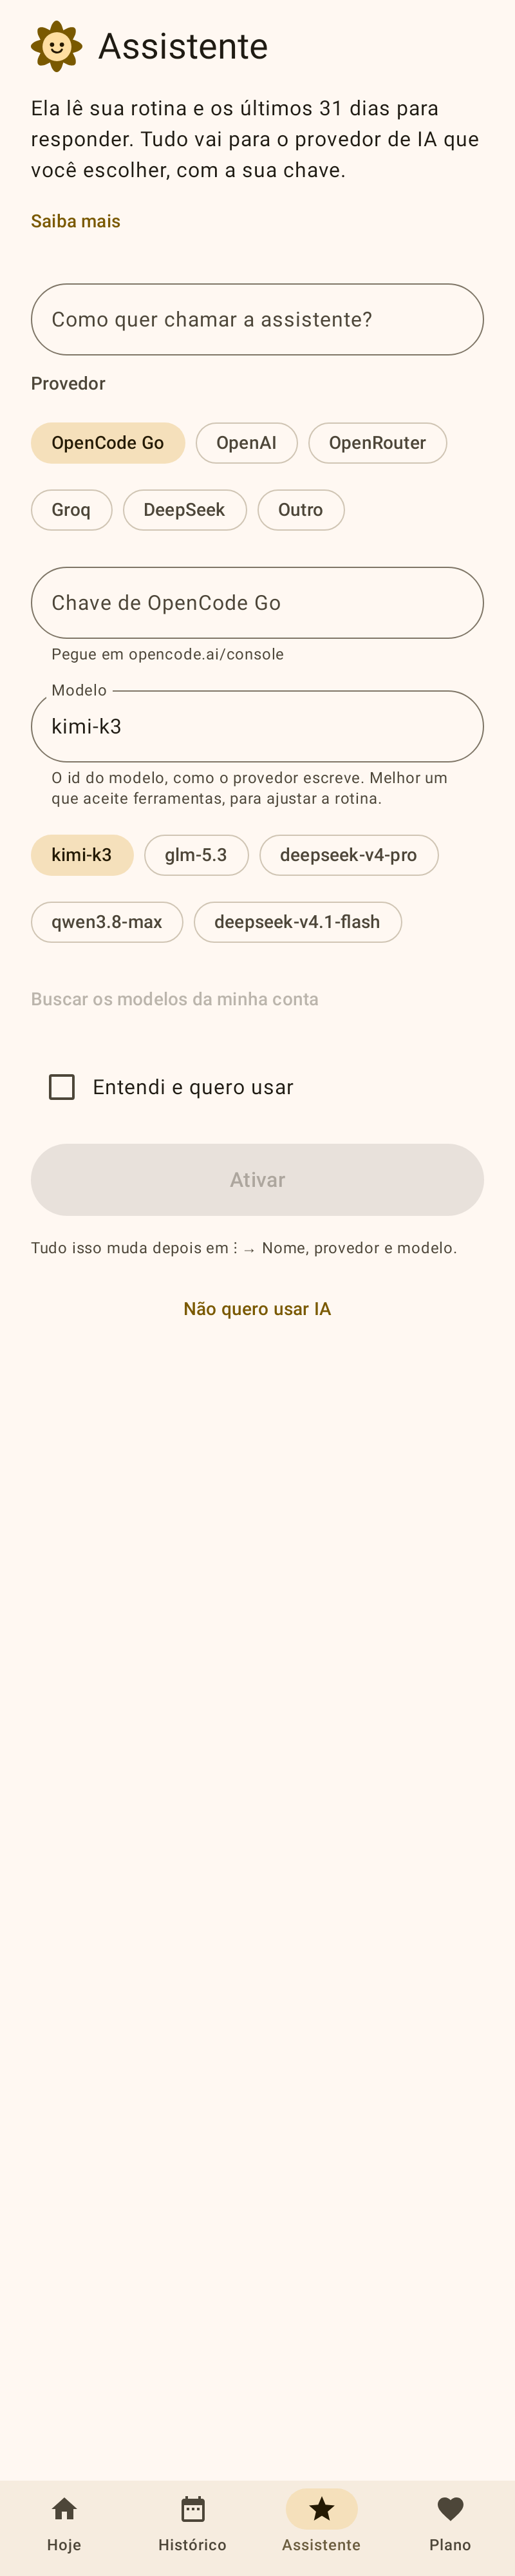 Assistente
Ela lê sua rotina e os últimos 31 dias para
responder. Tudo vai para o provedor de IA que
você escolher, com a sua chave.
Saiba mais
Como quer chamar a assistente?
Provedor
OpenCode Go
OpenAI
OpenRouter
Groq
DeepSeek
Outro
Chave de OpenCode Go
Pegue em opencode.ai/console
Modelo
kimi-k3
O id do modelo, como o provedor escreve. Melhor um
que aceite ferramentas, para ajustar a rotina.
kimi-k3
glm-5.3
deepseek-v4-pro
qwen3.8-max
deepseek-v4.1-flash
Buscar os modelos da minha conta
Entendi e quero usar
Ativar
Tudo isso muda depois em ⋮ → Nome, provedor e modelo.
Não quero usar IA
Hoje
Histórico
Assistente
Plano